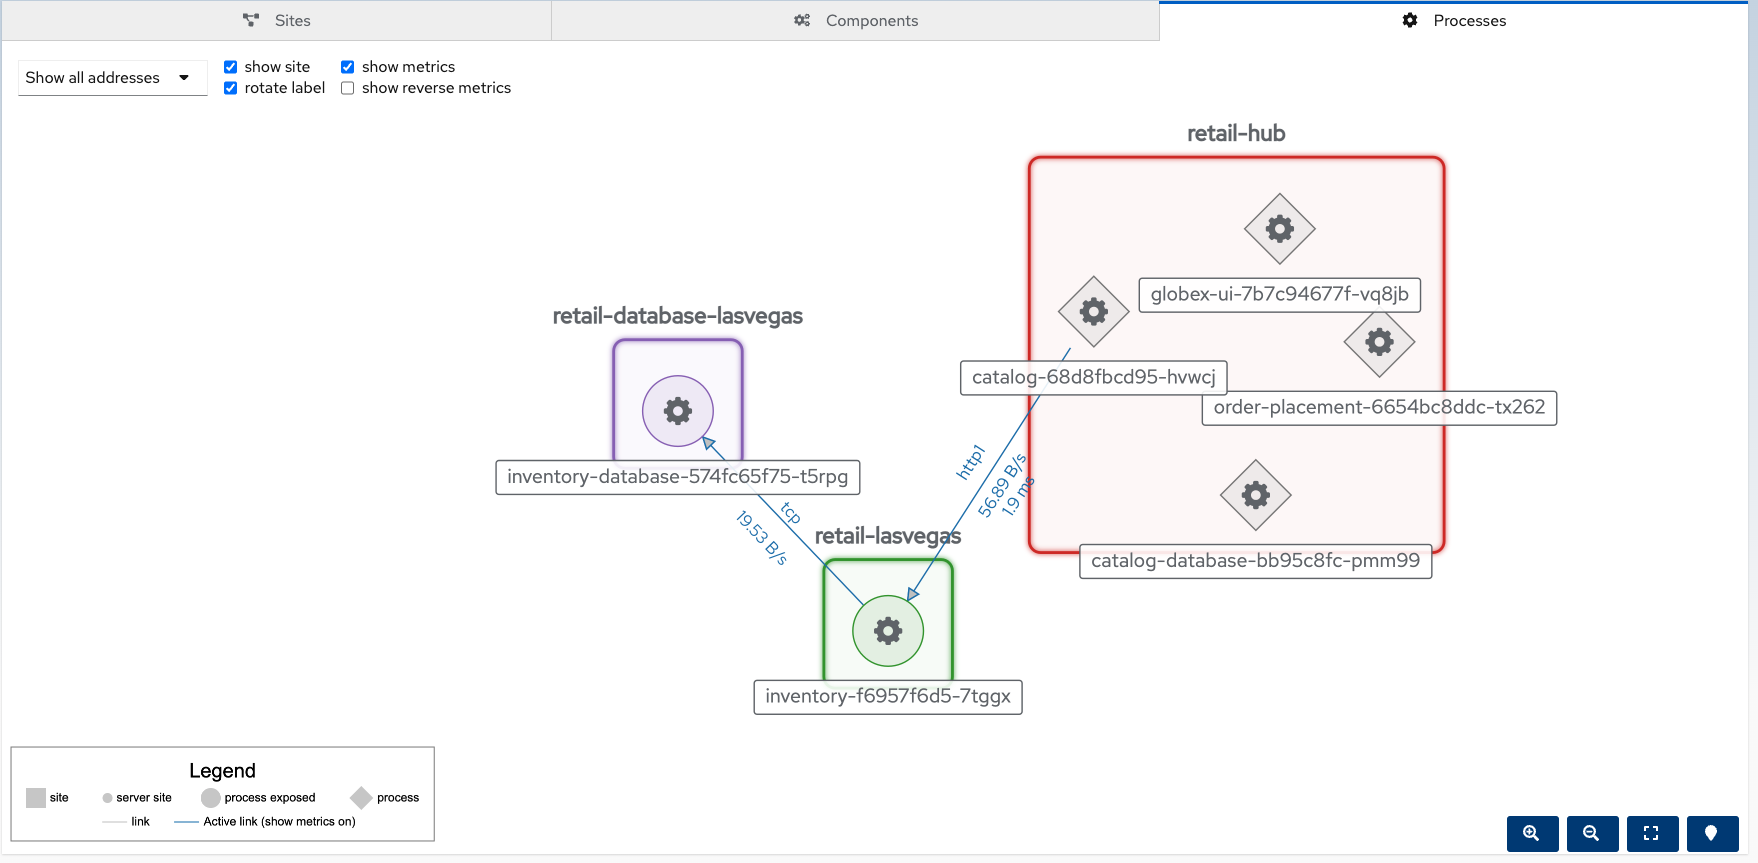 Sites
Components
Processes
Show all addresses
show site
show metrics
rotate label
show reverse metrics
retail-hub
globex-ui-7b7c94677f-vq8jb
retail-database-lasvegas
catalog-68d8fbcd95-hvwcj
order-placement-6654bc8ddc-tx262
inventory-database-574fc65f75-t5rpg
http1
56.89 B/s
1.9 ms
tcp
19.53 B/s
retail-lasvegas
catalog-database-bb95c8fc-pmm99
inventory-f6957f6d5-7tggx
Legend
site
server site
process exposed
process
link
Active link (show metrics on)